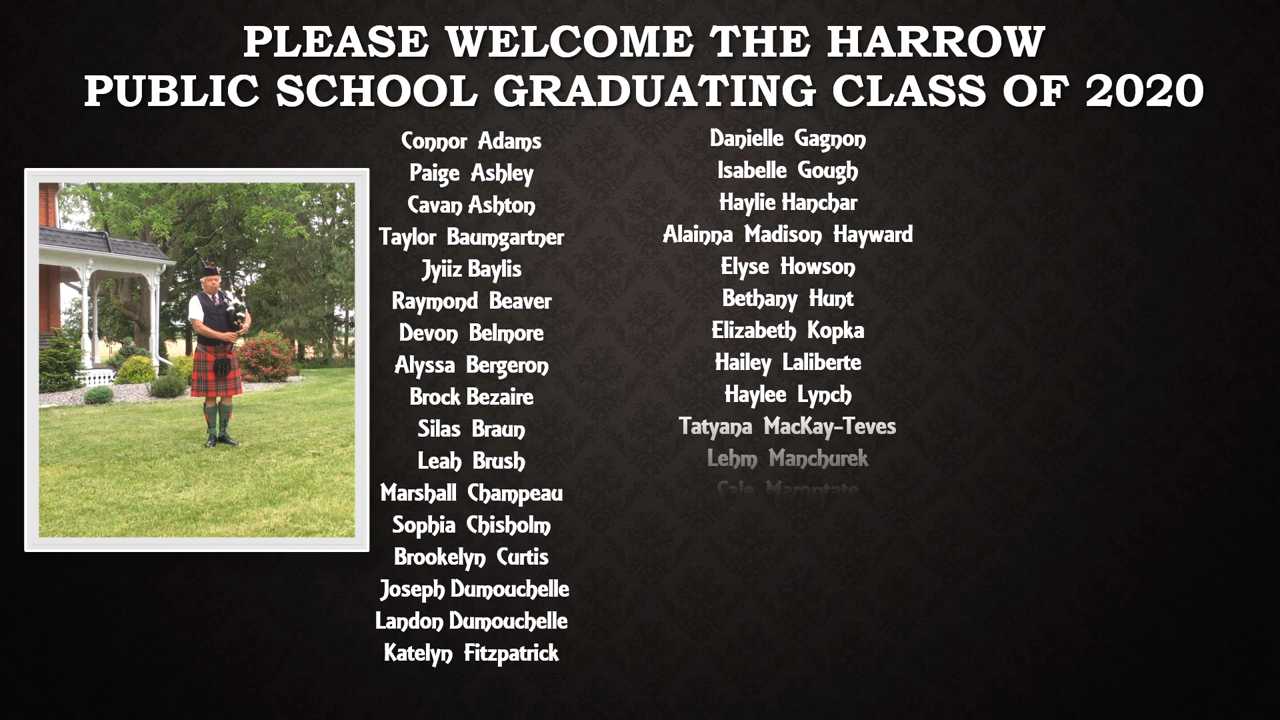 PLEASE WELCOME THE HARROW
PUBLIC SCHOOL GRADUATING CLASS OF 2020
Connor Adams
Paige Ashley
Cavan Ashton
Taylor Baumgartner
Jyiiz Baylis
Raymond Beaver
Devon Belmore
Alyssa Bergeron
Brock Bezaire
Silas Braun
Leah Brush
Marshall Champeau
Sophia Chisholm
Brookelyn Curtis
Joseph Dumouchelle
Landon Dumouchelle
Katelyn Fitzpatrick
Danielle Gagnon
Isabelle Gough
Haylie Hanchar
Alainna Madison Hayward
Elyse Howson
Bethany Hunt
Elizabeth Kopka
Hailey Laliberte
Haylee Lynch
Tatyana MacKay-Teves
Lehm Manchurek